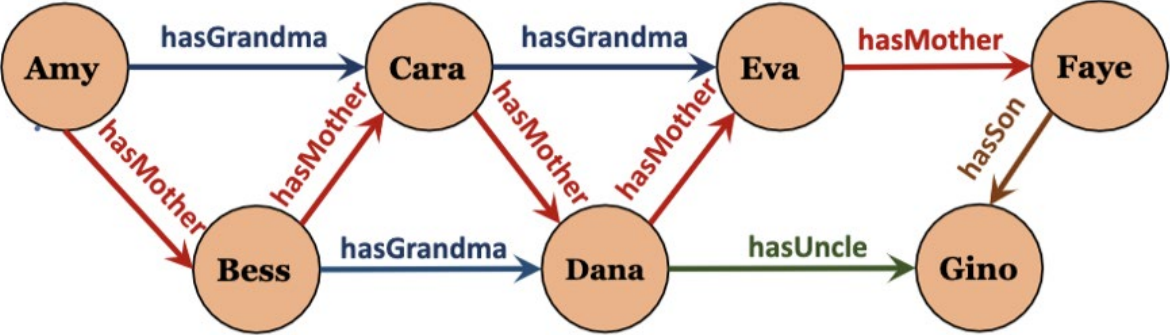 hasGrandma
hasGrandma
hasMother
Amy
Cara
Eva
Faye
hasMother
hasMother
hasMother
hasMother
hasSon
hasGrandma
hasUncle
Bess
Dana
Gino